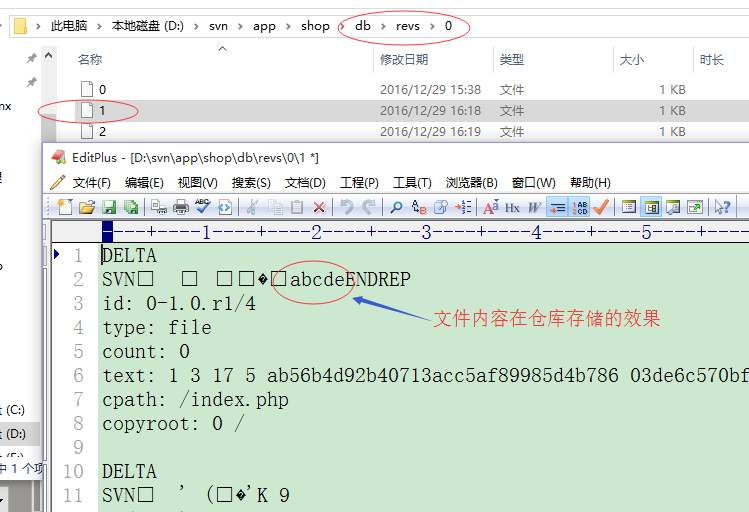 此电脑 > 本地磁盘 (D:) > svn > app > shop > db > revs > 0
名称 修改日期 类型 大小 时长
0 2016/12/29 15:38 文件 1 KB
nx
1 2016/12/29 16:18 文件 1 KB
2 2016/12/29 16:19 文件 1 KB
EditPlus - [D:\svn\app\shop\db\revs\0\1 *]
文件(F) 编辑(E) 视图(V) 搜索(S) 文档(D) 工程(P) 工具(T) 浏览器(B) 窗口(W) 帮助(H)
----+----1----+----2----+----3----+----4----+----5----+--
1 DELTA
2 SVN□ □ □□�□abcdeENDREP
3 id: 0-1.0.r1/4
文件内容在仓库存储的效果
4 type: file
5 count: 0
6 text: 1 3 17 5 ab56b4d92b40713acc5af89985d4b786 03de6c570bf
7 cpath: /index.php
8 copyroot: 0 /
9
10 DELTA
11 SVN□ ' (□�'K 9
t (C:)
t (D:)
中 1 个项